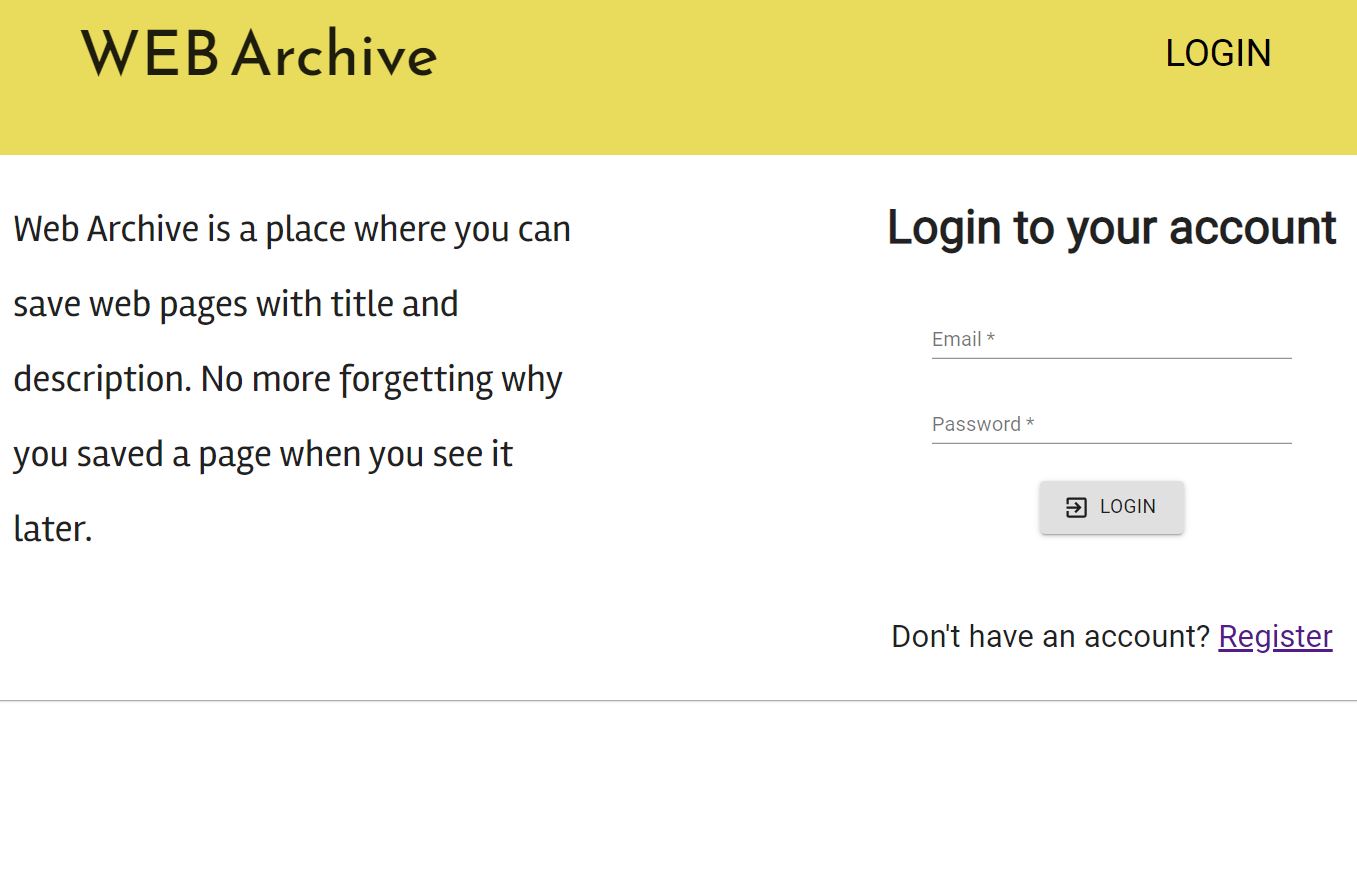 WEB Archive
LOGIN
Web Archive is a place where you can
save web pages with title and
description. No more forgetting why
you saved a page when you see it
later.
Login to your account
Email *
Password *
LOGIN
Don't have an account? Register